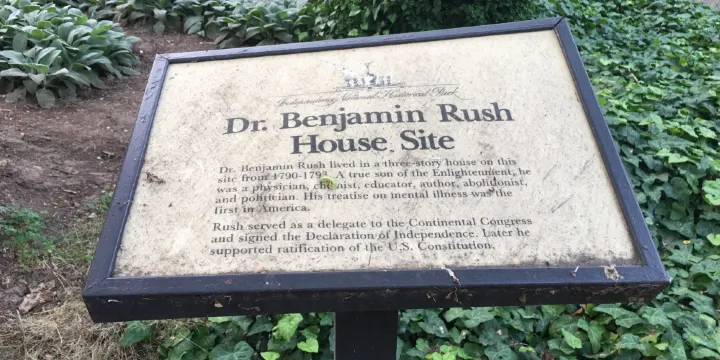 Independence National Historical Park
Dr. Benjamin Rush
House Site
Dr. Benjamin Rush lived in a three-story house on this
site from 1790-1793. A true son of the Enlightenment, he
was a physician, chemist, educator, author, abolitionist,
and politician. His treatise on mental illness was the
first in America.
Rush served as a delegate to the Continental Congress
and signed the Declaration of Independence. Later he
supported ratification of the U.S. Constitution.